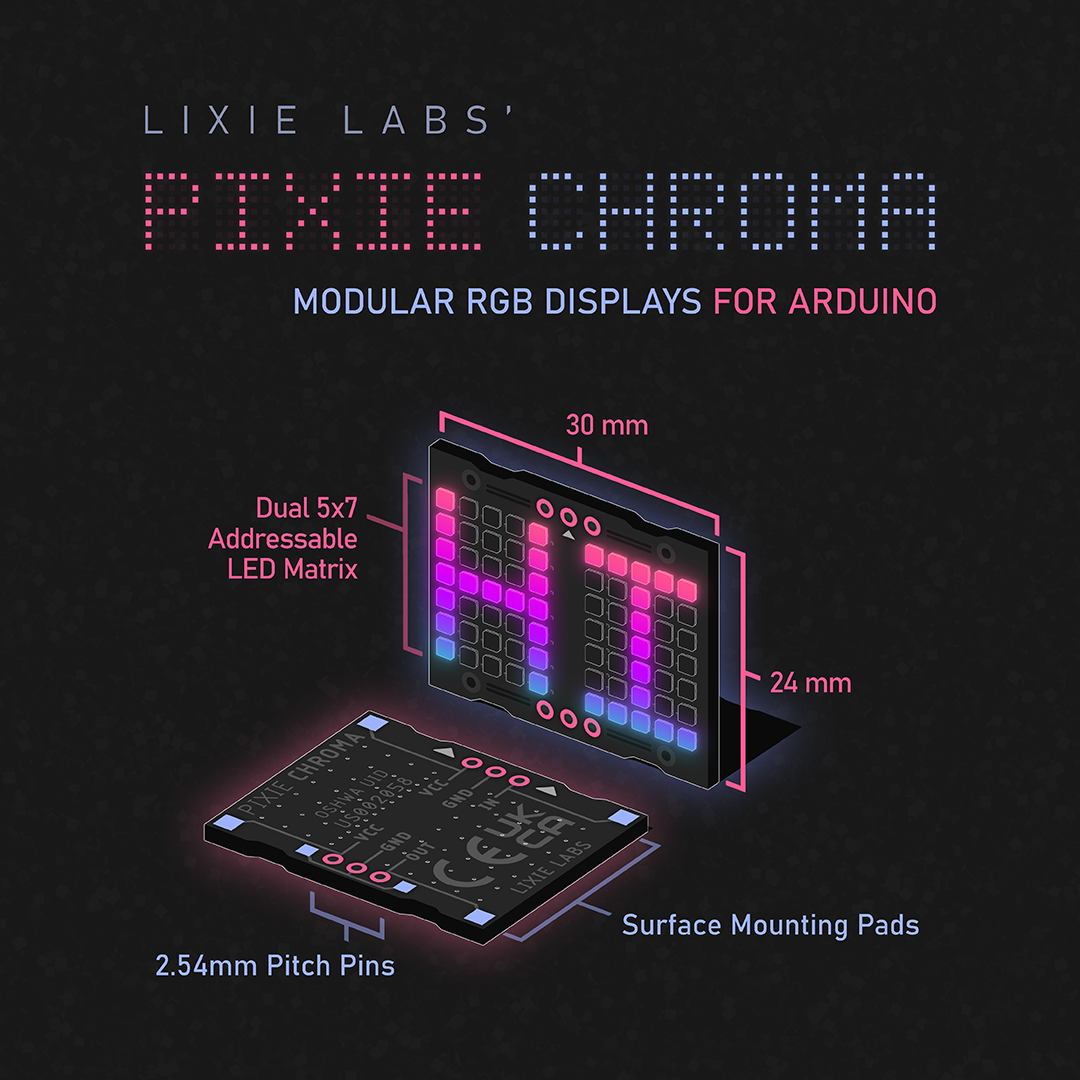 LIXIE LABS'
PIXIE CHROMA
MODULAR RGB DISPLAYS FOR ARDUINO
30 mm
Dual 5x7
Addressable
LED Matrix
HI
24 mm
PIXIE CHROMA
OSHWA UID
US002058
VCC
GND
IN
VCC
GND
OUT
CE
UK
CA
LIXIE LABS
Surface Mounting Pads
2.54mm Pitch Pins